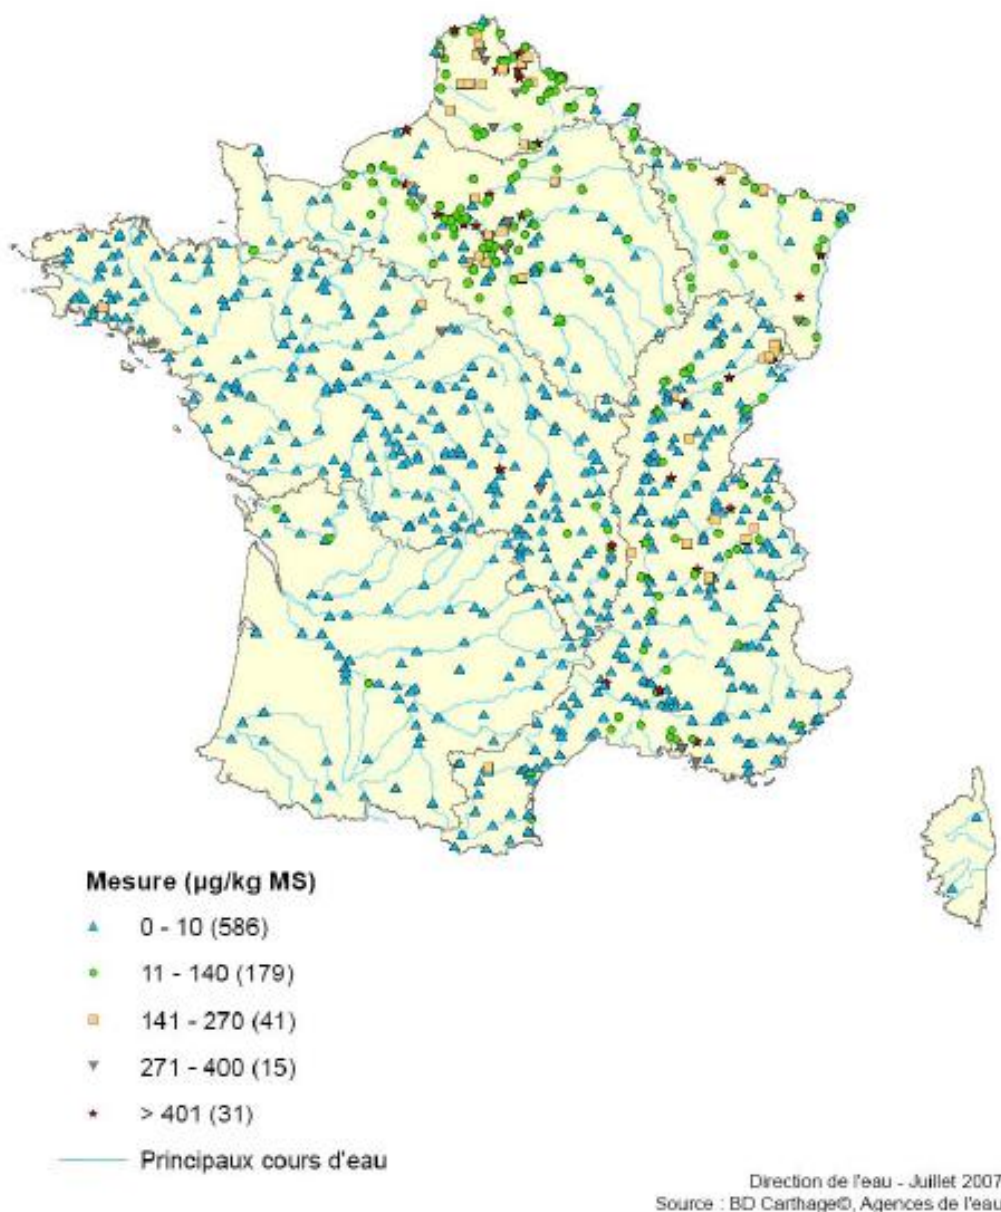 Mesure (µg/kg MS)
0 - 10 (586)
11 - 140 (179)
141 - 270 (41)
271 - 400 (15)
> 401 (31)
Principaux cours d'eau
Direction de l'eau - Juillet 2007
Source : BD Carthage©, Agences de l'eau